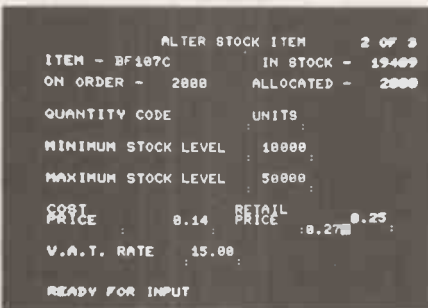 ALTER STOCK ITEM 2 OF 3
ITEM - BF107C IN STOCK - 19409
ON ORDER - 2000 ALLOCATED - 2000
QUANTITY CODE UNITS
MINIMUM STOCK LEVEL 10000
MAXIMUM STOCK LEVEL 50000
COST PRICE 0.14 RETAIL PRICE :0.27 0.25
V.A.T. RATE 15.00
READY FOR INPUT